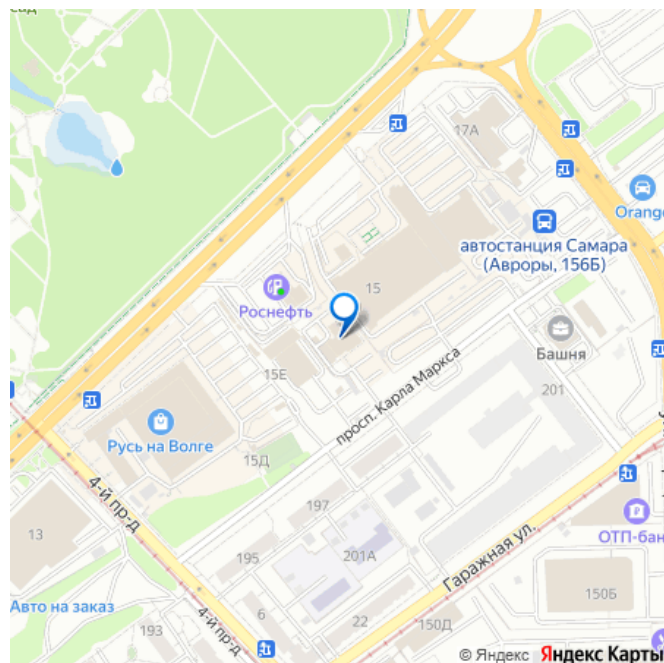 сад
17А
Orange
автостанция Самара
(Авроры, 156Б)
Роснефть
15
Башня
15Е
просп. Карла Маркса
201
Русь на Волге
15Д
4-й пр-д
197
13
ОТП-бан
Гаражная ул.
195
201А
150Б
Авто на заказ
6
4-й пр-д
193
22
150Д
© Яндекс Яндекс Карты